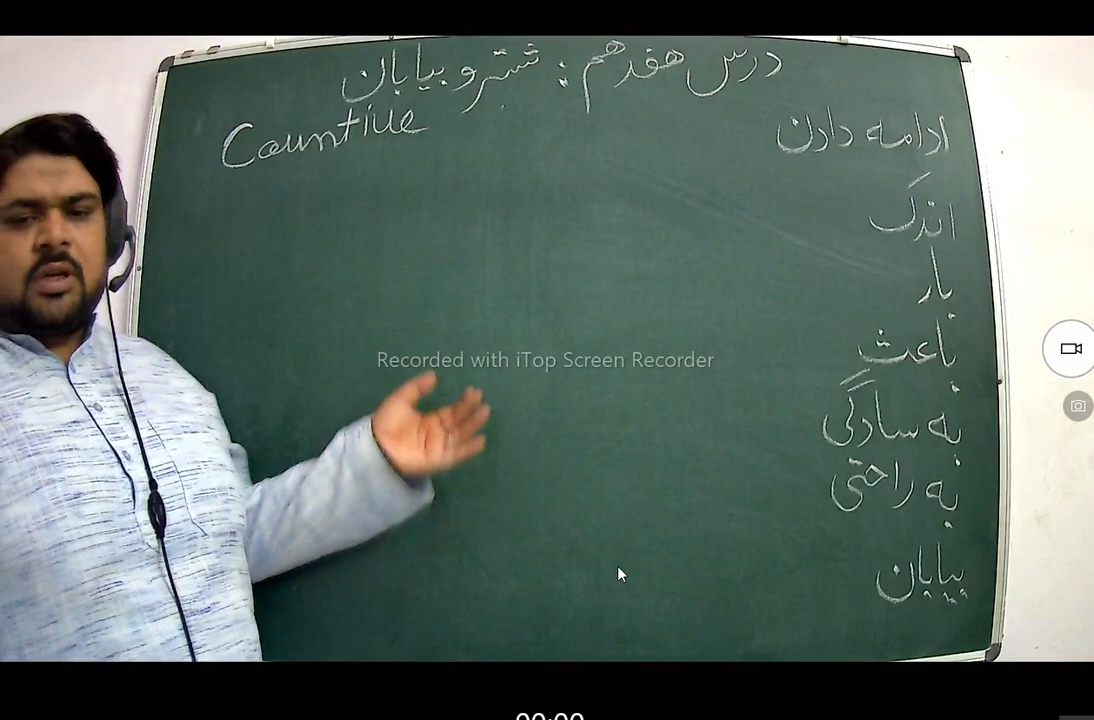 درس هفدهم : شتر و بیابان
ادامه دادن
Countiue
اندک
بار
باعث
به سادگی
به راحتی
بیابان
Recorded with iTop Screen Recorder